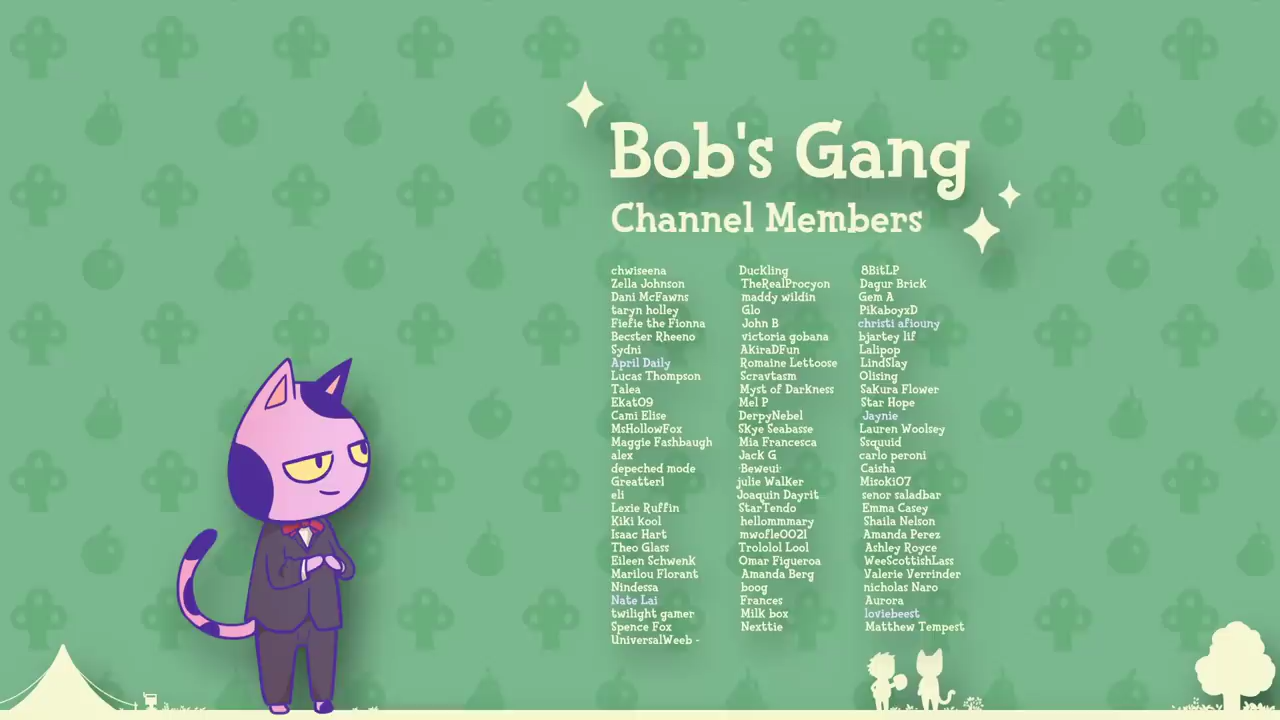 Bob's Gang
Channel Members
chwiseena
Zella Johnson
Dani McFawns
taryn holley
Fiefie the Fionna
Becster Rheeno
Sydni
April Daily
Lucas Thompson
Talea
Ekat09
Cami Elise
MsHollowFox
Maggie Fashbaugh
alex
depeched mode
Greatter1
eli
Lexie Ruffin
Kiki Kool
Isaac Hart
Theo Glass
Eileen Schwenk
Marilou Florant
Nindessa
Nate Lai
twilight gamer
Spence Fox
UniversalWeeb -
Duckling
TheRealProcyon
maddy wildin
Glo
John B
victoria gobana
AkiraDFun
Romaine Lettoose
Scravtasm
Myst of Darkness
Mel P
DerpyNebel
Skye Seabasse
Mia Francesca
Jack G
·Beweui·
julie Walker
Joaquin Dayrit
StarTendo
hellommmary
mwofle0021
Trololol Lool
Omar Figueroa
Amanda Berg
boog
Frances
Milk box
Nexttie
8BitLP
Dagur Brick
Gem A
PikaboyxD
christi afiouny
bjartey lif
Lalipop
LindSlay
Olising
Sakura Flower
Star Hope
Jaynie
Lauren Woolsey
Ssquuid
carlo peroni
Caisha
Misoki07
senor saladbar
Emma Casey
Shaila Nelson
Amanda Perez
Ashley Royce
WeeScottishLass
Valerie Verrinder
nicholas Naro
Aurora
loviebeest
Matthew Tempest